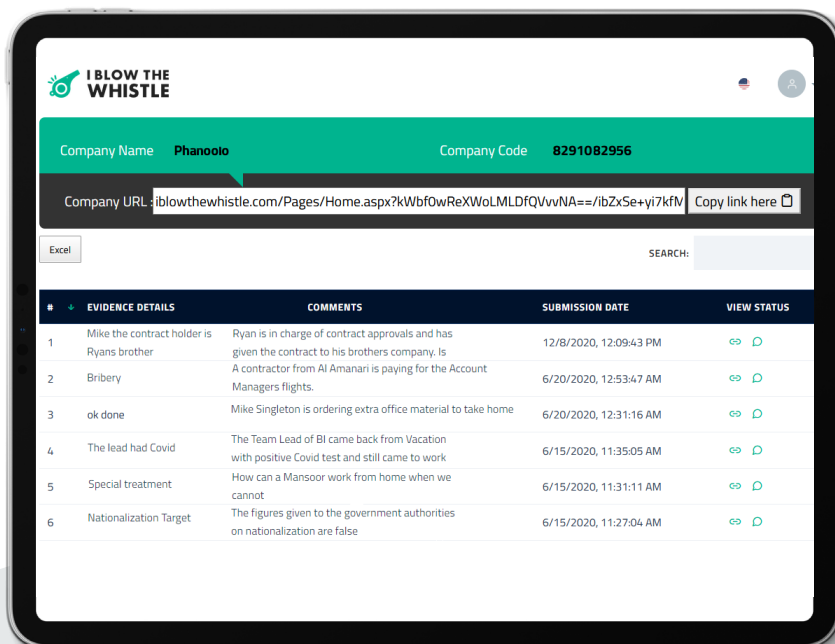 I BLOW THE
WHISTLE
Company Name Phanoolo Company Code 8291082956
Company URL : iblowthewhistle.com/Pages/Home.aspx?kWbfOwReXWoLMLDfQVvvNA==/ibZxSe+yi7kfM Copy link here
Excel SEARCH:
# EVIDENCE DETAILS COMMENTS SUBMISSION DATE VIEW STATUS
1 Mike the contract holder is Ryans brother Ryan is in charge of contract approvals and has given the contract to his brothers company. Is 12/8/2020, 12:09:43 PM
2 Bribery A contractor from Al Amanari is paying for the Account Managers flights. 6/20/2020, 12:53:47 AM
3 ok done Mike Singleton is ordering extra office material to take home 6/20/2020, 12:31:16 AM
4 The lead had Covid The Team Lead of BI came back from Vacation with positive Covid test and still came to work 6/15/2020, 11:35:05 AM
5 Special treatment How can a Mansoor work from home when we cannot 6/15/2020, 11:31:11 AM
6 Nationalization Target The figures given to the government authorities on nationalization are false 6/15/2020, 11:27:04 AM